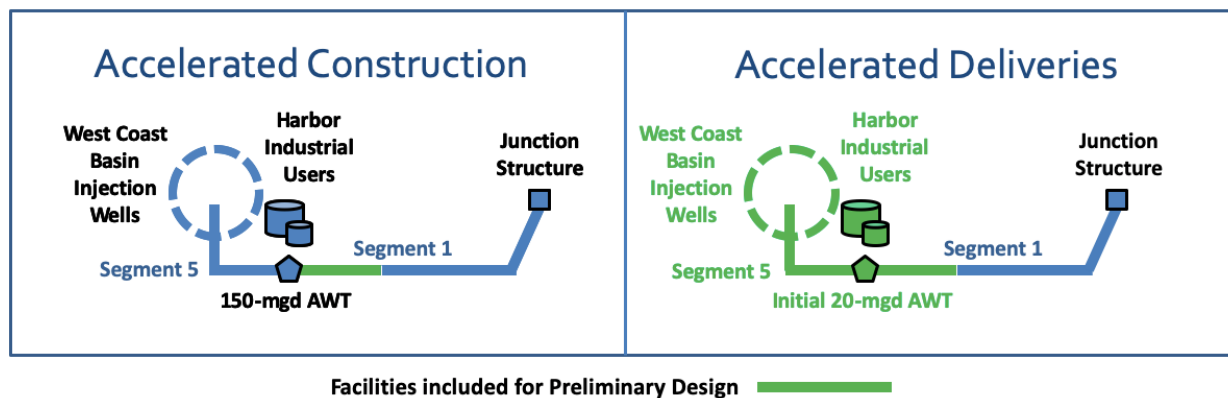 Accelerated Construction
West Coast
Basin
Injection
Wells
Harbor
Industrial
Users
Junction
Structure
Segment 5
Segment 1
150-mgd AWT
Accelerated Deliveries
West Coast
Basin
Injection
Wells
Harbor
Industrial
Users
Junction
Structure
Segment 5
Segment 1
Initial 20-mgd AWT
Facilities included for Preliminary Design